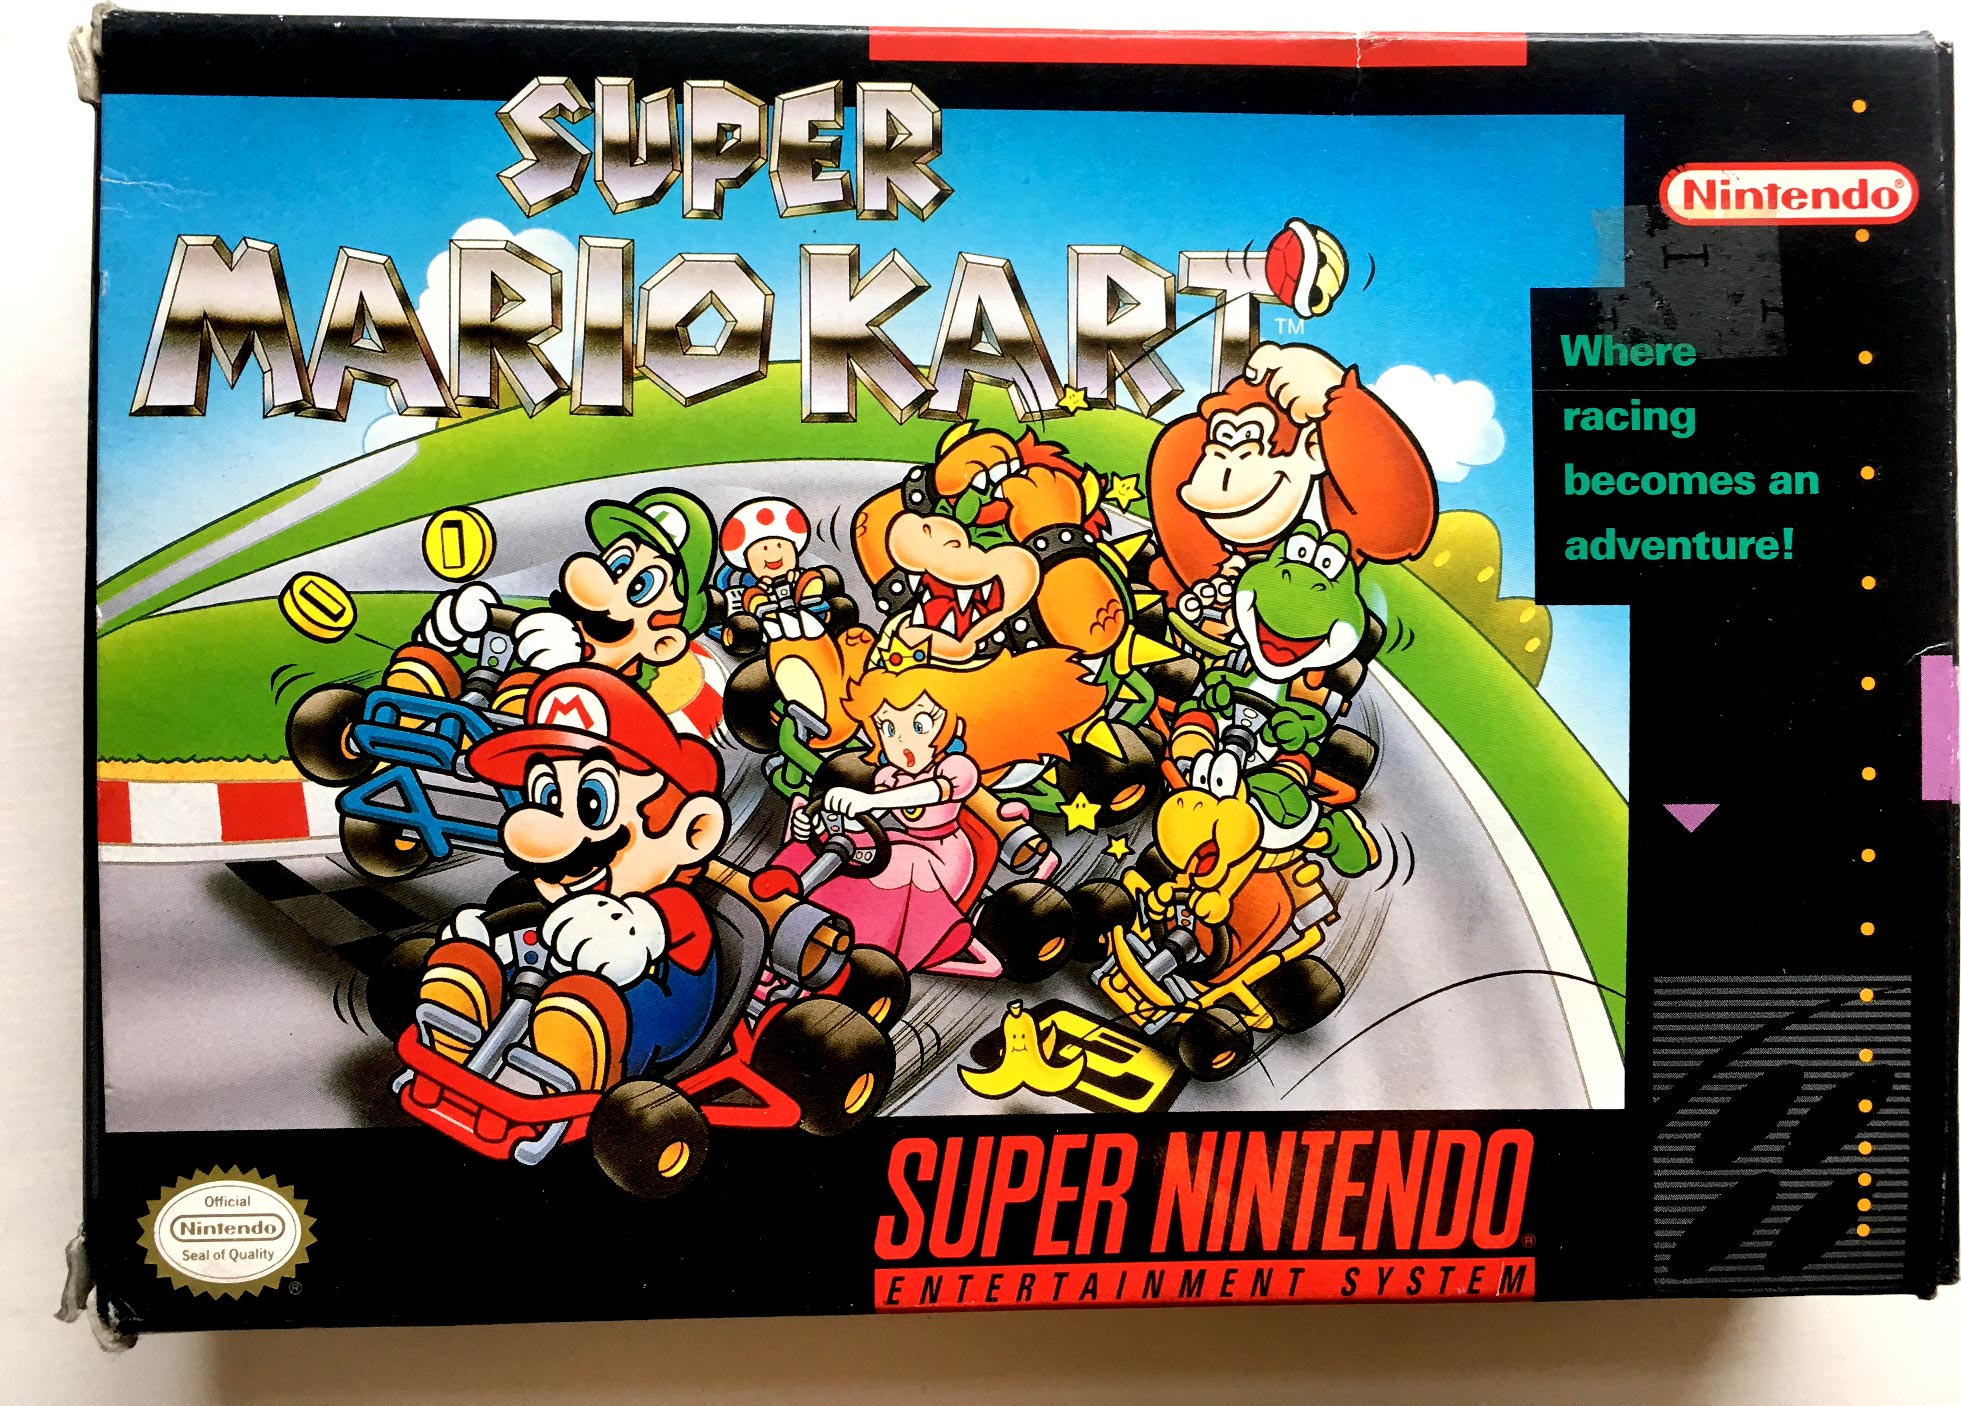 SUPER
MARIO KART
TM
Nintendo®
Where
racing
becomes an
adventure!
M
L
Official
Nintendo
Seal of Quality
®
SUPER NINTENDO®
ENTERTAINMENT SYSTEM